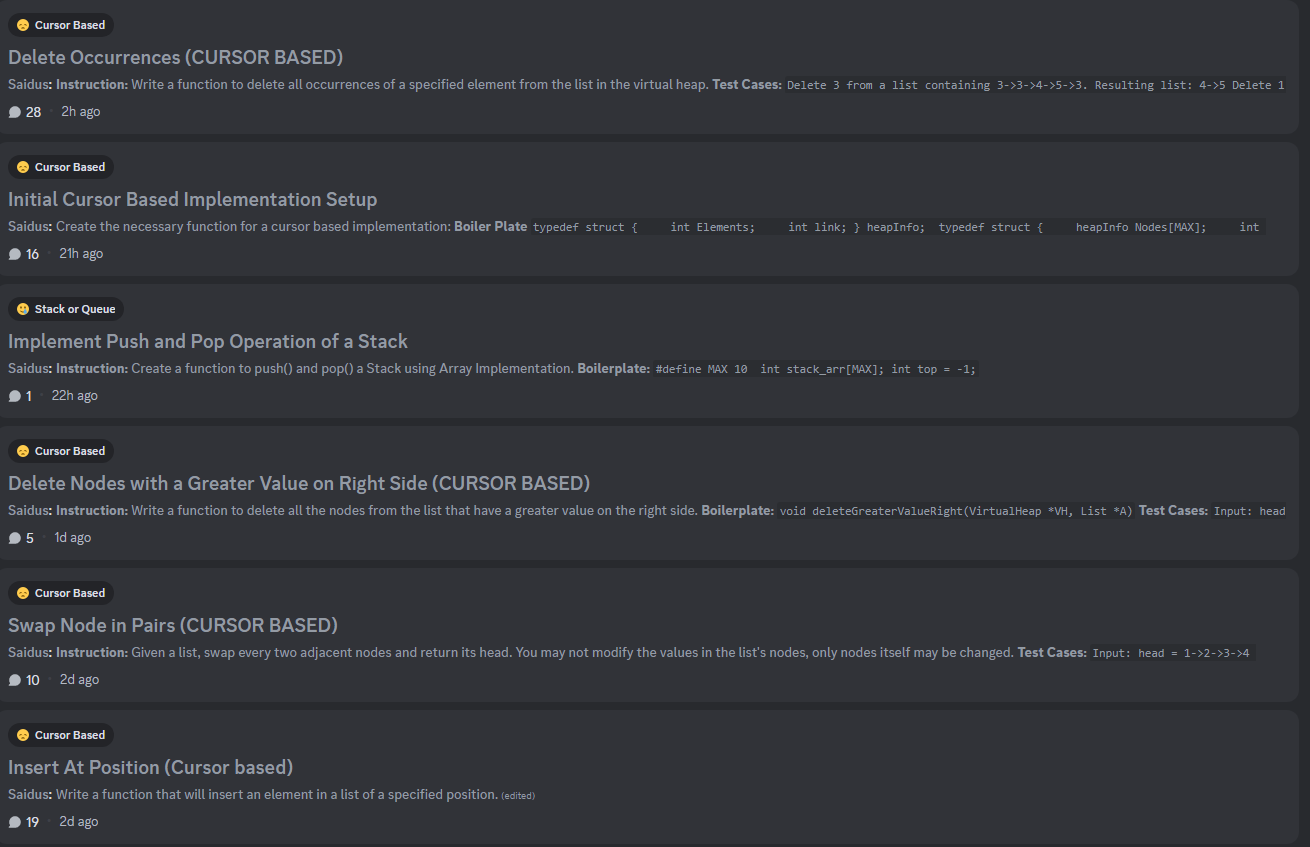 Cursor Based
Delete Occurrences (CURSOR BASED)
Saidus: Instruction: Write a function to delete all occurrences of a specified element from the list in the virtual heap. Test Cases: Delete 3 from a list containing 3->3->4->5->3. Resulting list: 4->5 Delete 1
28 · 2h ago
Cursor Based
Initial Cursor Based Implementation Setup
Saidus: Create the necessary function for a cursor based implementation: Boiler Plate typedef struct { int Elements; int link; } heapInfo; typedef struct { heapInfo Nodes[MAX]; int
16 · 21h ago
Stack or Queue
Implement Push and Pop Operation of a Stack
Saidus: Instruction: Create a function to push() and pop() a Stack using Array Implementation. Boilerplate: #define MAX 10 int stack_arr[MAX]; int top = -1;
1 · 22h ago
Cursor Based
Delete Nodes with a Greater Value on Right Side (CURSOR BASED)
Saidus: Instruction: Write a function to delete all the nodes from the list that have a greater value on the right side. Boilerplate: void deleteGreaterValueRight(VirtualHeap *VH, List *A) Test Cases: Input: head
5 · 1d ago
Cursor Based
Swap Node in Pairs (CURSOR BASED)
Saidus: Instruction: Given a list, swap every two adjacent nodes and return its head. You may not modify the values in the list's nodes, only nodes itself may be changed. Test Cases: Input: head = 1->2->3->4
10 · 2d ago
Cursor Based
Insert At Position (Cursor based)
Saidus: Write a function that will insert an element in a list of a specified position. (edited)
19 · 2d ago